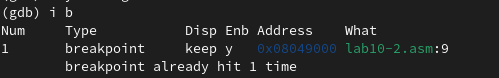 (gdb) i b
Num Type Disp Enb Address What
1 breakpoint keep y 0x08049000 lab10-2.asm:9
breakpoint already hit 1 time